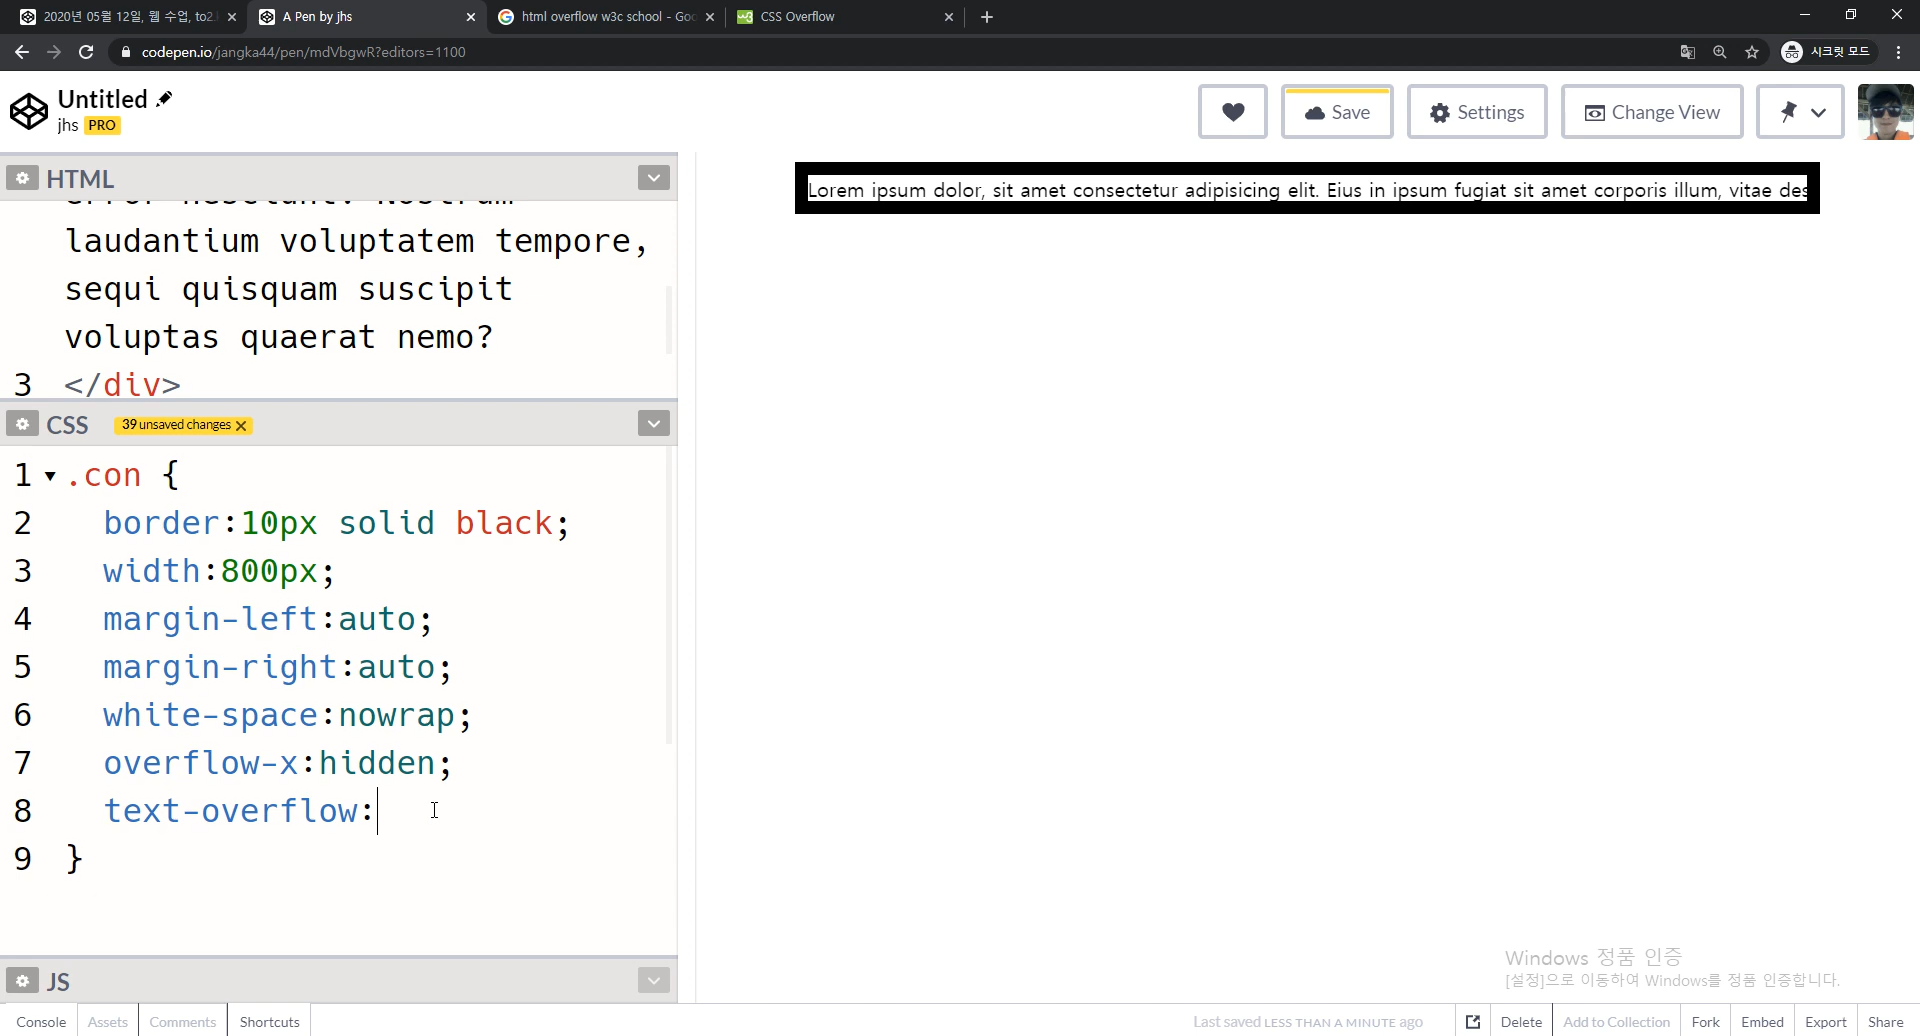 2020년 05월 12일, 웹 수업, to2.
A Pen by jhs
html overflow w3c school - Goo
CSS Overflow
codepen.io/jangka44/pen/mdVbgwR?editors=1100
시크릿 모드
Untitled
jhs PRO
Save
Settings
Change View
HTML
laudantium voluptatem tempore,
sequi quisquam suscipit
voluptas quaerat nemo?
3 </div>
CSS 39 unsaved changes
1 .con {
2 border:10px solid black;
3 width:800px;
4 margin-left:auto;
5 margin-right:auto;
6 white-space:nowrap;
7 overflow-x:hidden;
8 text-overflow:
9 }
JS
Lorem ipsum dolor, sit amet consectetur adipisicing elit. Eius in ipsum fugiat sit amet corporis illum, vitae des
Windows 정품 인증
[설정]으로 이동하여 Windows를 정품 인증합니다.
Console Assets Comments Shortcuts
Last saved LESS THAN A MINUTE ago
Delete Add to Collection Fork Embed Export Share